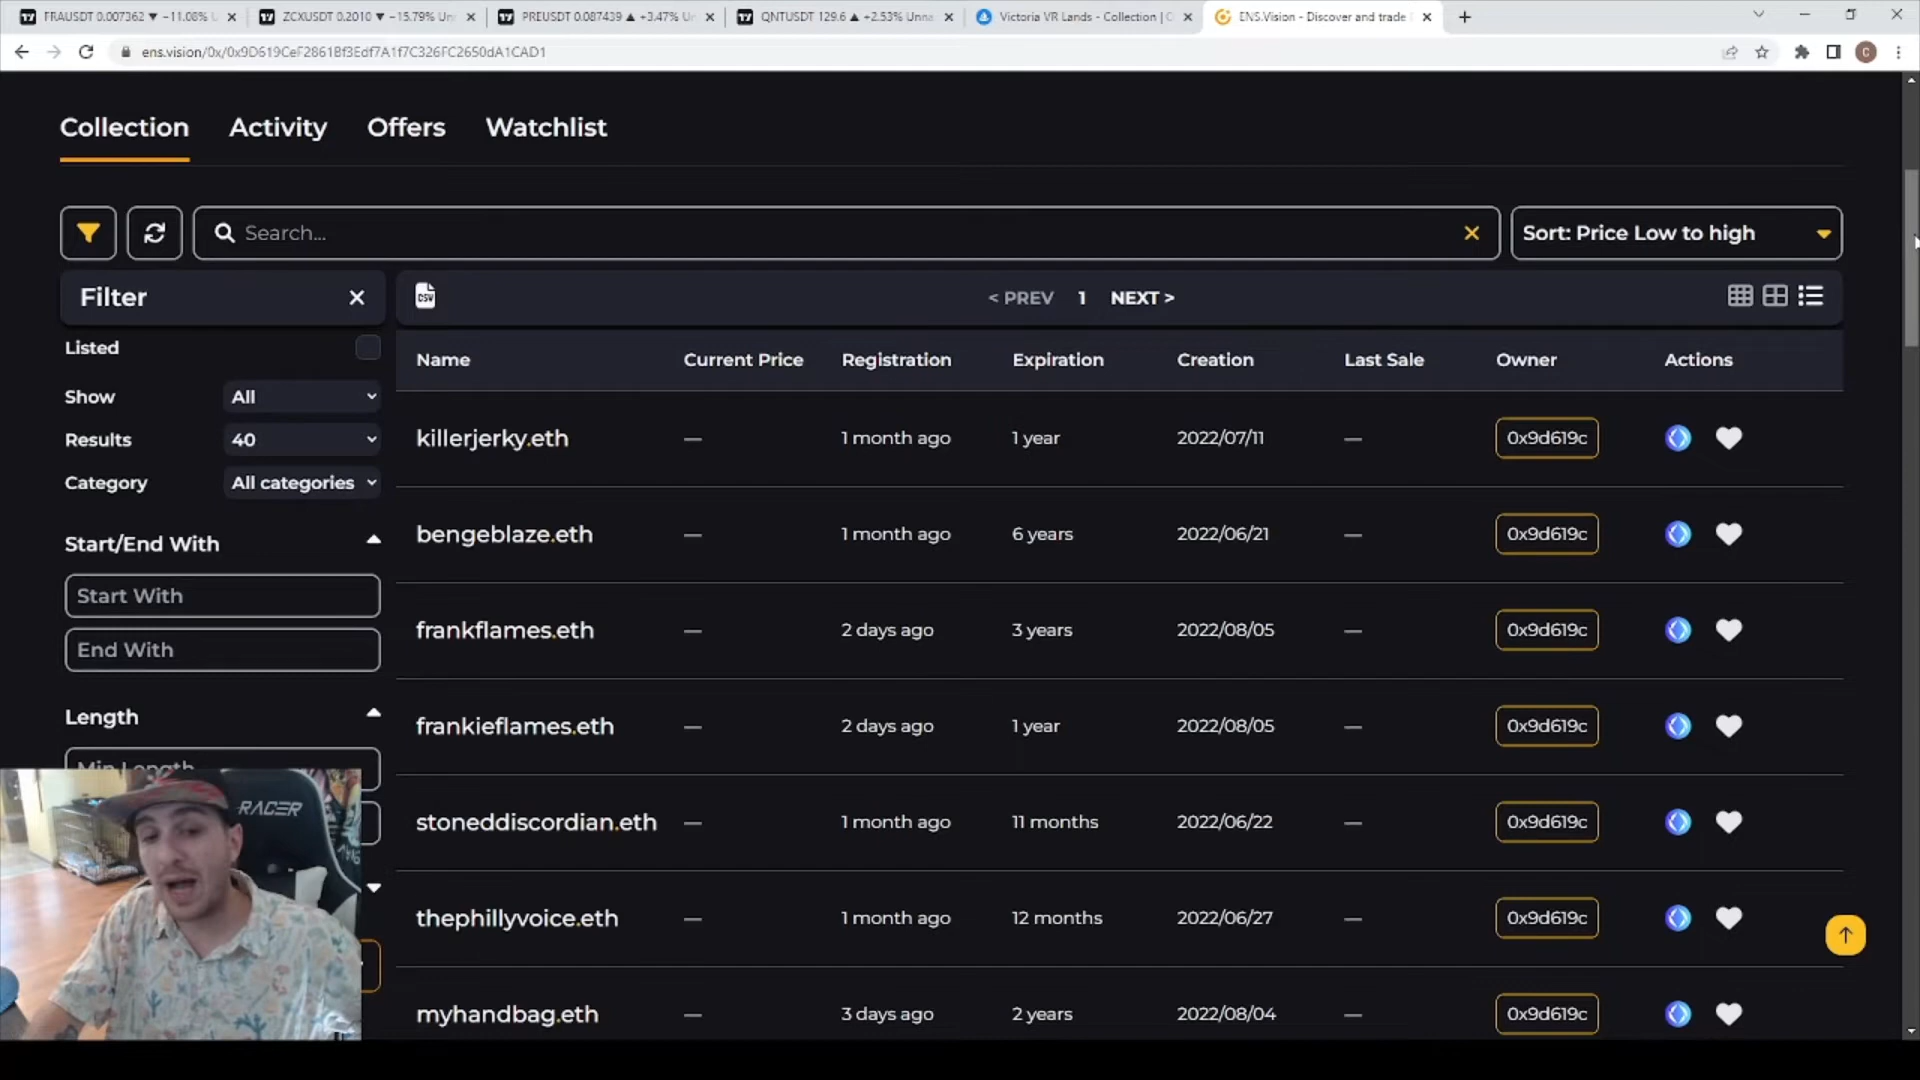 FRAUSDT 0.007362 ▼ −11.08% U
ZCXUSDT 0.2010 ▼ −15.79% Un
PREUSDT 0.087439 ▲ +3.47% U
QNTUSDT 129.6 ▲ +2.53% Unna
Victoria VR Lands - Collection |
ENS.Vision - Discover and trade
ens.vision/0x/0x9D619CeF28618f3Edf7A1f7C326FC2650dA1CAD1
C
Collection Activity Offers Watchlist
Search... Sort: Price Low to high
Filter
CSV < PREV 1 NEXT >
Listed
Show All
Results 40
Category All categories
Start/End With
Start With
End With
Length
Min Length
Name Current Price Registration Expiration Creation Last Sale Owner Actions
killerjerky.eth — 1 month ago 1 year 2022/07/11 — 0x9d619c
bengeblaze.eth — 1 month ago 6 years 2022/06/21 — 0x9d619c
frankflames.eth — 2 days ago 3 years 2022/08/05 — 0x9d619c
frankieflames.eth — 2 days ago 1 year 2022/08/05 — 0x9d619c
stoneddiscordian.eth — 1 month ago 11 months 2022/06/22 — 0x9d619c
thephillyvoice.eth — 1 month ago 12 months 2022/06/27 — 0x9d619c
myhandbag.eth — 3 days ago 2 years 2022/08/04 — 0x9d619c
RACER